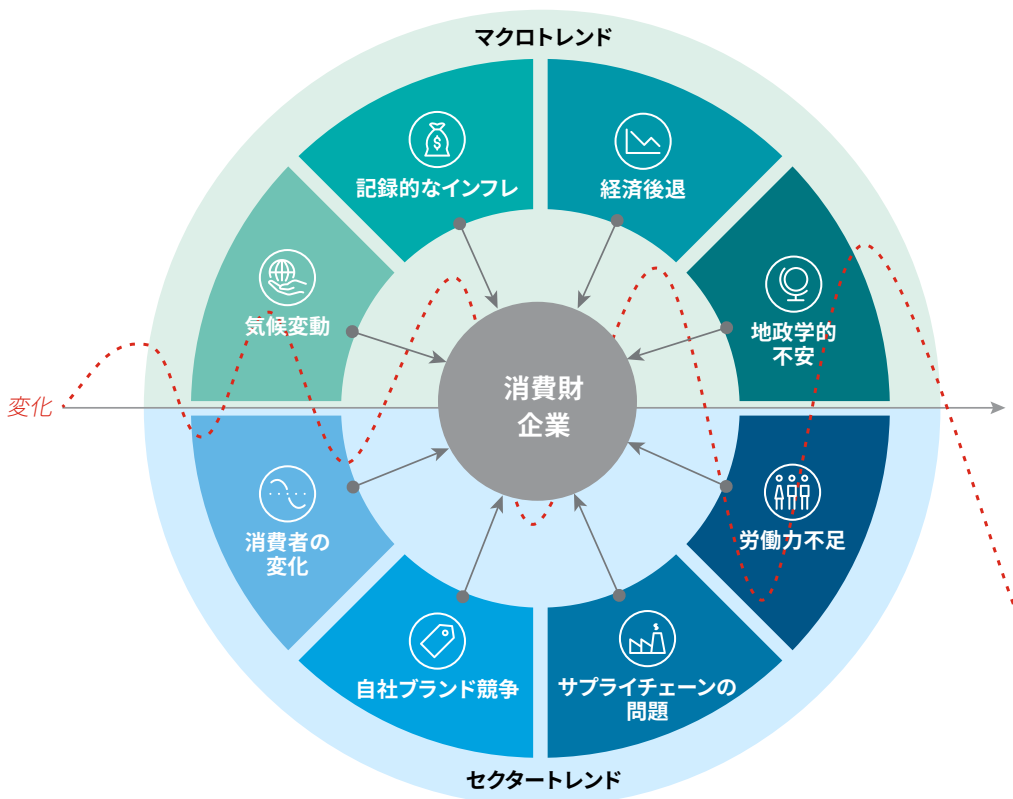 マクロトレンド
記録的なインフレ
経済後退
気候変動
地政学的
不安
変化
消費財
企業
消費者の
変化
労働力不足
自社ブランド競争
サプライチェーンの
問題
セクタートレンド